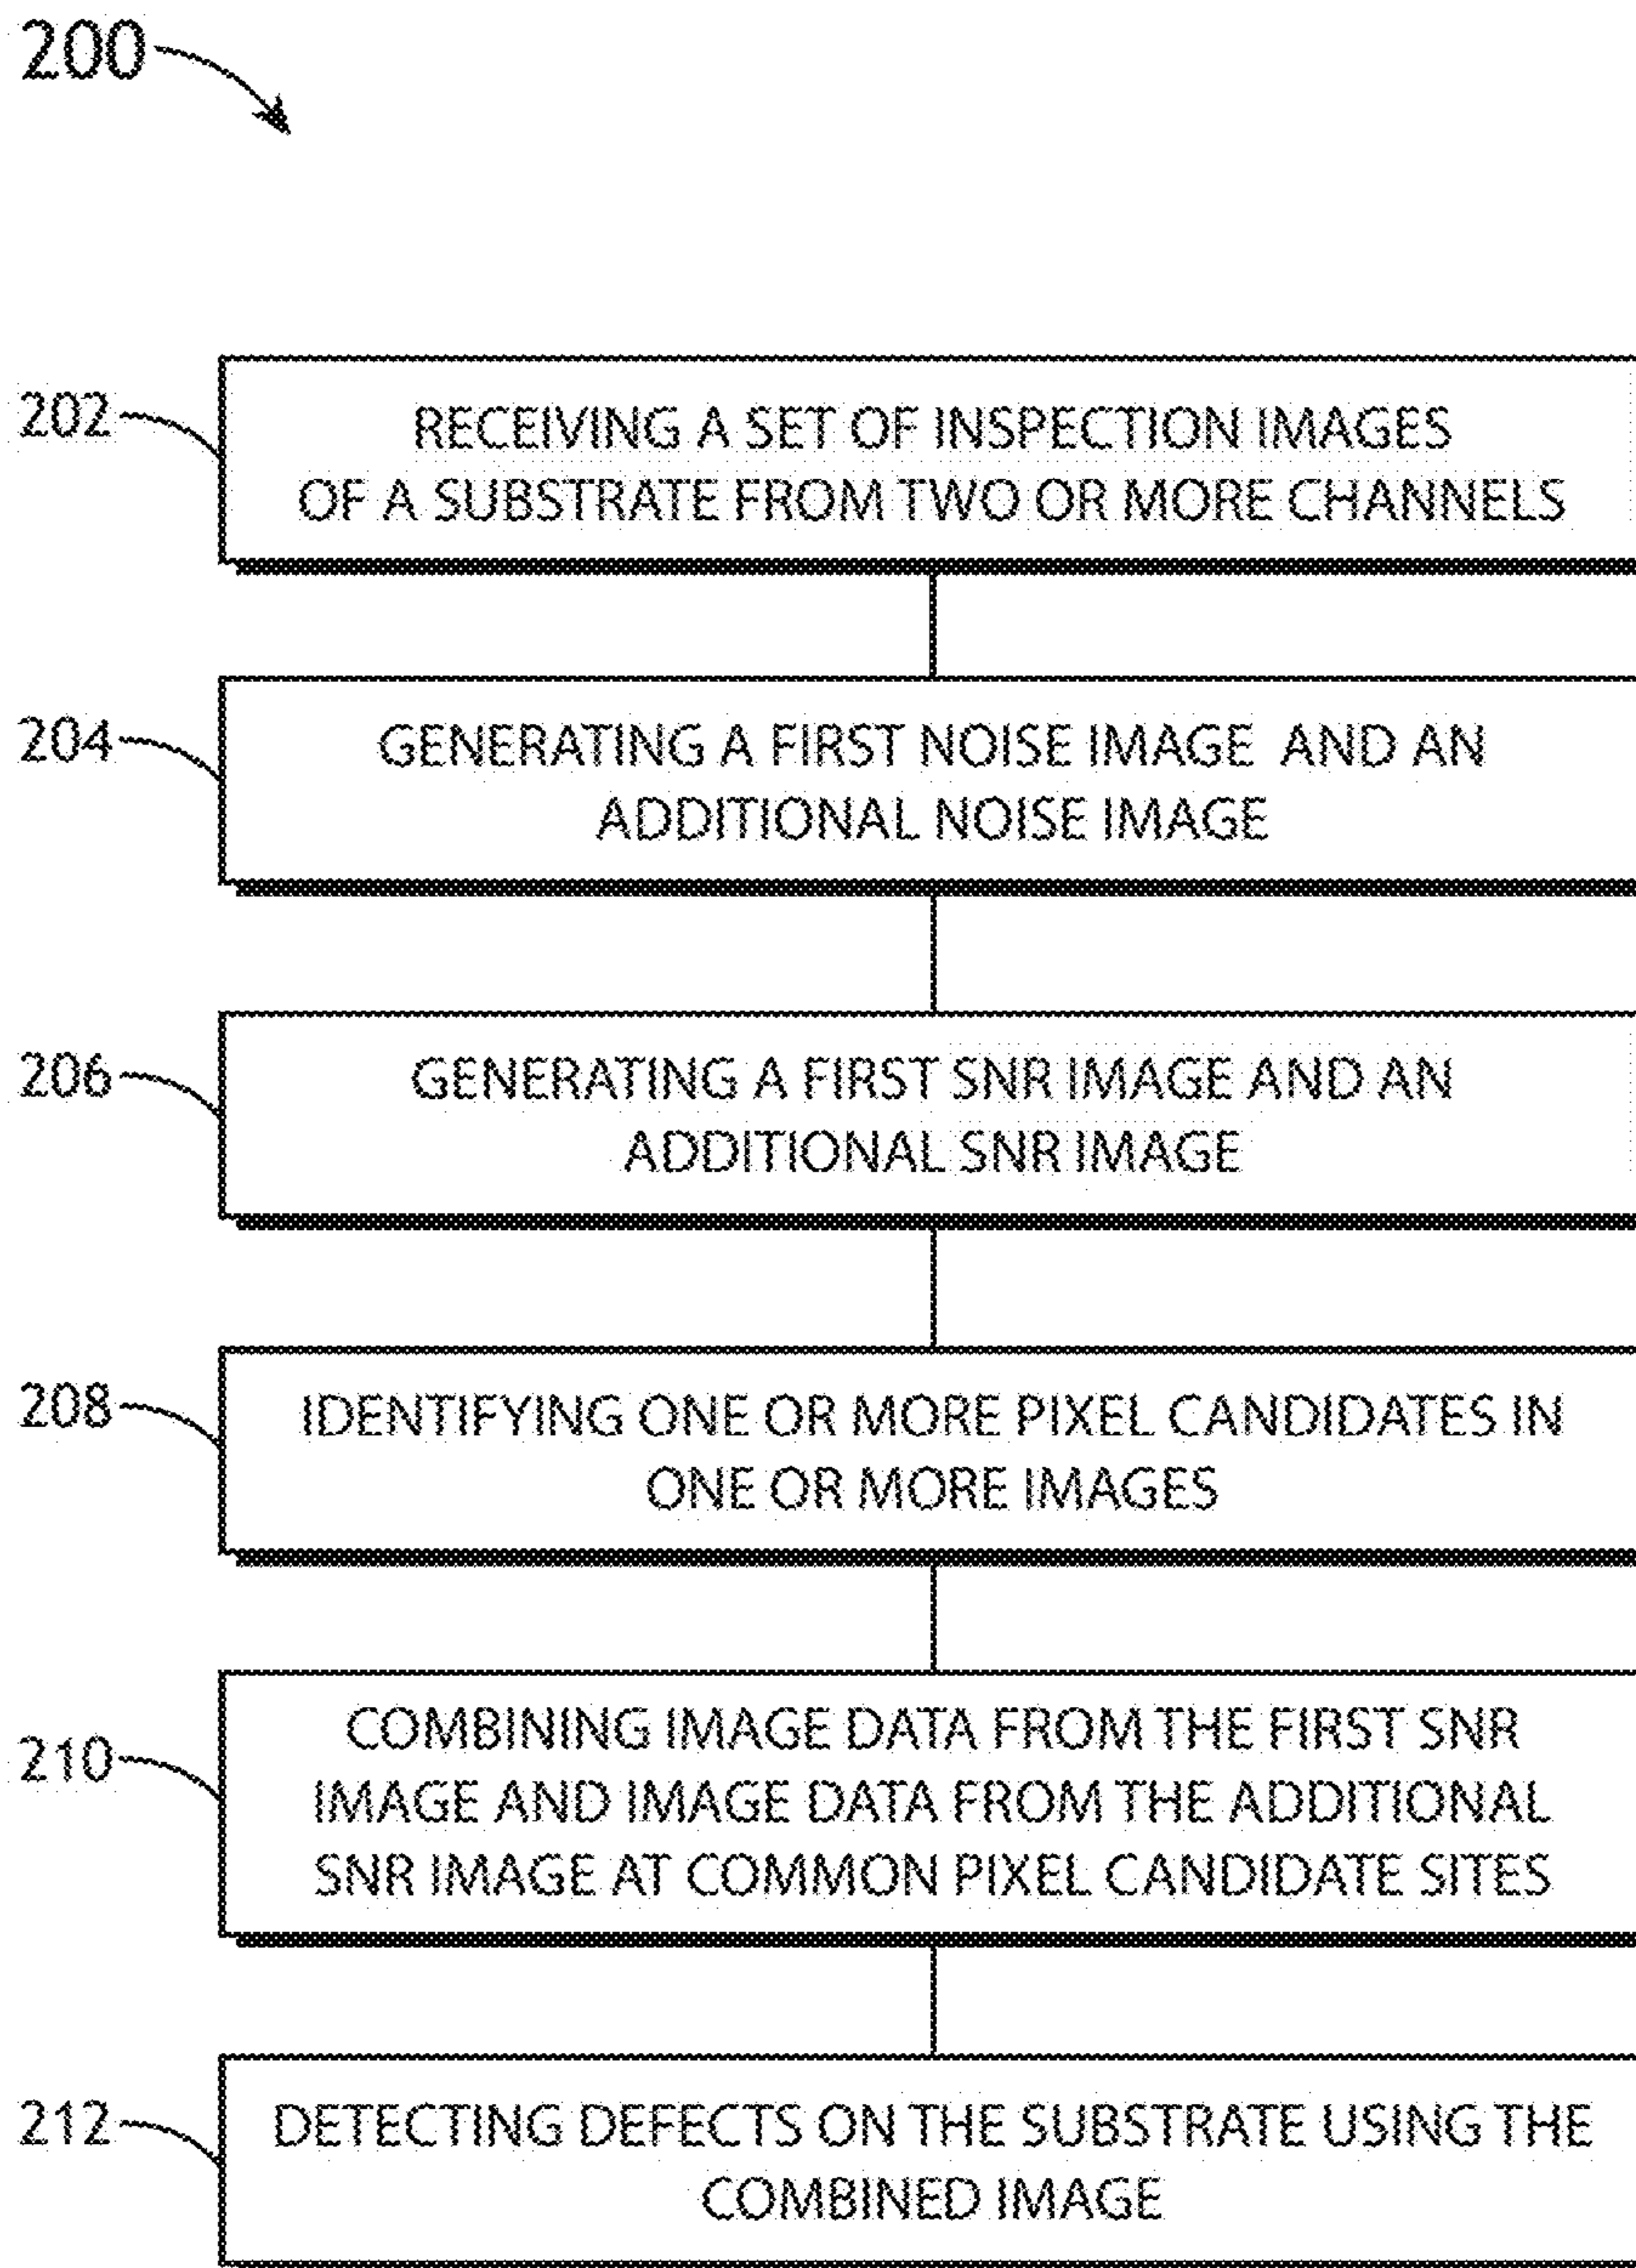 200
202
RECEIVING A SET OF INSPECTION IMAGES
OF A SUBSTRATE FROM TWO OR MORE CHANNELS
204
GENERATING A FIRST NOISE IMAGE AND AN
ADDITIONAL NOISE IMAGE
206
GENERATING A FIRST SNR IMAGE AND AN
ADDITIONAL SNR IMAGE
208
IDENTIFYING ONE OR MORE PIXEL CANDIDATES IN
ONE OR MORE IMAGES
210
COMBINING IMAGE DATA FROM THE FIRST SNR
IMAGE AND IMAGE DATA FROM THE ADDITIONAL
SNR IMAGE AT COMMON PIXEL CANDIDATE SITES
212
DETECTING DEFECTS ON THE SUBSTRATE USING THE
COMBINED IMAGE